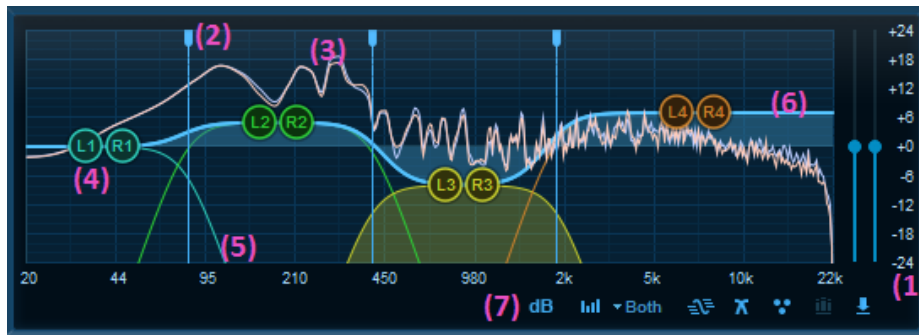 (2) (3) +24
+18
+12
L2 R2 L4 R4 (6) +6
L1 R1 +0
(4) L3 R3 -6
-12
(5) -18
-24
20 44 95 210 450 980 2k 5k 10k 22k (1
(7) dB Both